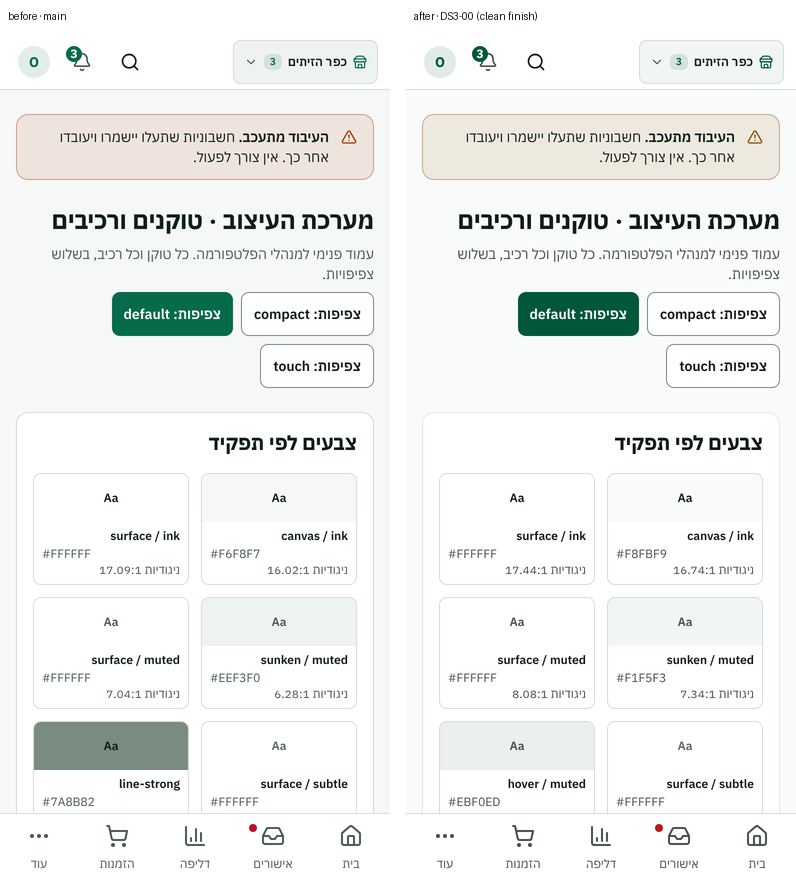 before · main
כפר הזיתים 3
3
O
העיבוד מתעכב. חשבוניות שתעלו יישמרו ויעובדו
אחר כך. אין צורך לפעול.
מערכת העיצוב · טוקנים ורכיבים
עמוד פנימי למנהלי הפלטפורמה. כל טוקן וכל רכיב, בשלוש
צפיפויות.
צפיפות: compact
צפיפות: default
צפיפות: touch
צבעים לפי תפקיד
Aa
canvas / ink
#F6F8F7
ניגודיות 16.02:1
Aa
surface / ink
#FFFFFF
ניגודיות 17.09:1
Aa
sunken / muted
#EEF3F0
ניגודיות 6.28:1
Aa
surface / muted
#FFFFFF
ניגודיות 7.04:1
Aa
surface / subtle
#FFFFFF
Aa
line-strong
#7A8B82
בית
אישורים
דליפה
הזמנות
עוד
after · DS3-00 (clean finish)
כפר הזיתים 3
3
O
העיבוד מתעכב. חשבוניות שתעלו יישמרו ויעובדו
אחר כך. אין צורך לפעול.
מערכת העיצוב · טוקנים ורכיבים
עמוד פנימי למנהלי הפלטפורמה. כל טוקן וכל רכיב, בשלוש
צפיפויות.
צפיפות: compact
צפיפות: default
צפיפות: touch
צבעים לפי תפקיד
Aa
canvas / ink
#F8FBF9
ניגודיות 16.74:1
Aa
surface / ink
#FFFFFF
ניגודיות 17.44:1
Aa
sunken / muted
#F1F5F3
ניגודיות 7.34:1
Aa
surface / muted
#FFFFFF
ניגודיות 8.08:1
Aa
surface / subtle
#FFFFFF
Aa
hover / muted
#EBF0ED
בית
אישורים
דליפה
הזמנות
עוד